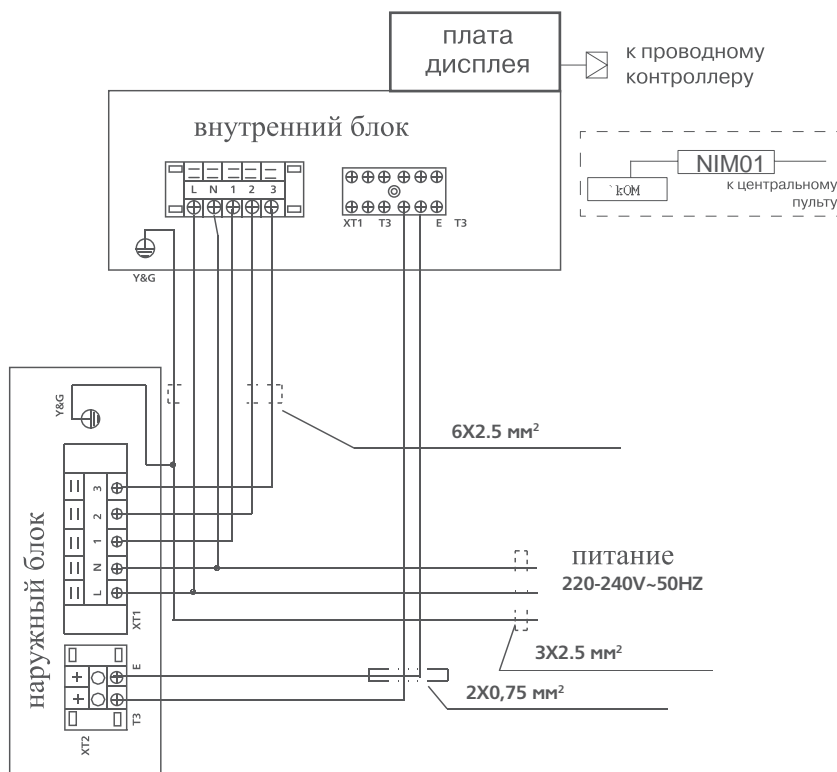 плата
дисплея
к проводному
контроллеру
внутренний блок
L N 1 2 3
XT1 T3 E T3
Y&G
NIM01
`kOM
к центральному
пульту
Y&G
6X2.5 мм²
наружный блок
3
2
1
N
L
XT1
питание
220-240V~50HZ
3X2.5 мм²
2X0,75 мм²
E
T3
XT2